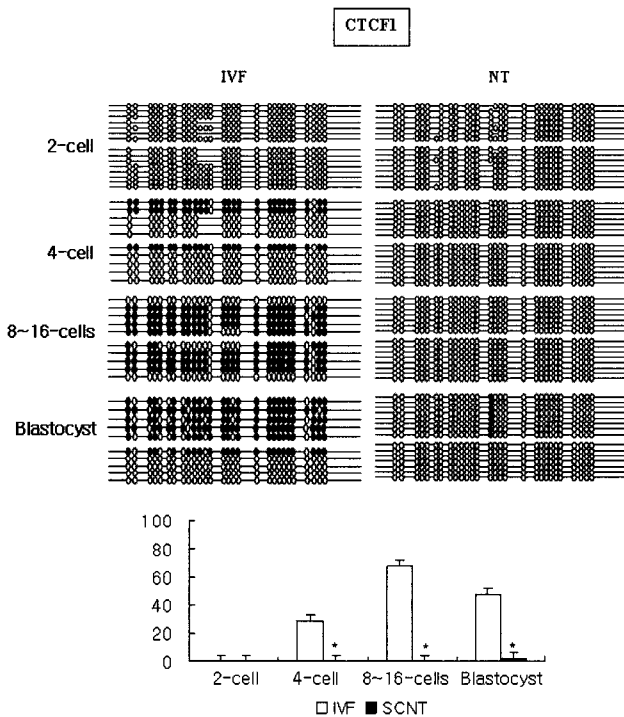 CTCF1
IVF NT
2-cell
4-cell
8~16-cells
Blastocyst
100
80
60
40
20
0
* * *
2-cell 4-cell 8~16-cells Blastocyst
IVF SCNT